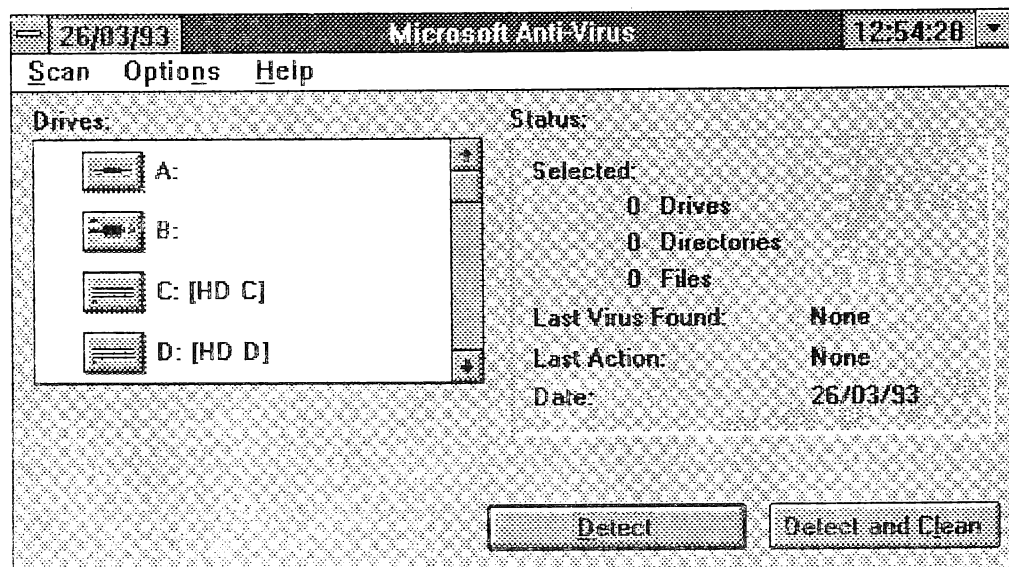 26/03/93 Microsoft Anti-Virus 12:54:28
Scan Options Help
Drives:
A:
B:
C: [HD C]
D: [HD D]
Status:
Selected:
0 Drives
0 Directories
0 Files
Last Virus Found: None
Last Action: None
Date: 26/03/93
Detect Detect and Clean